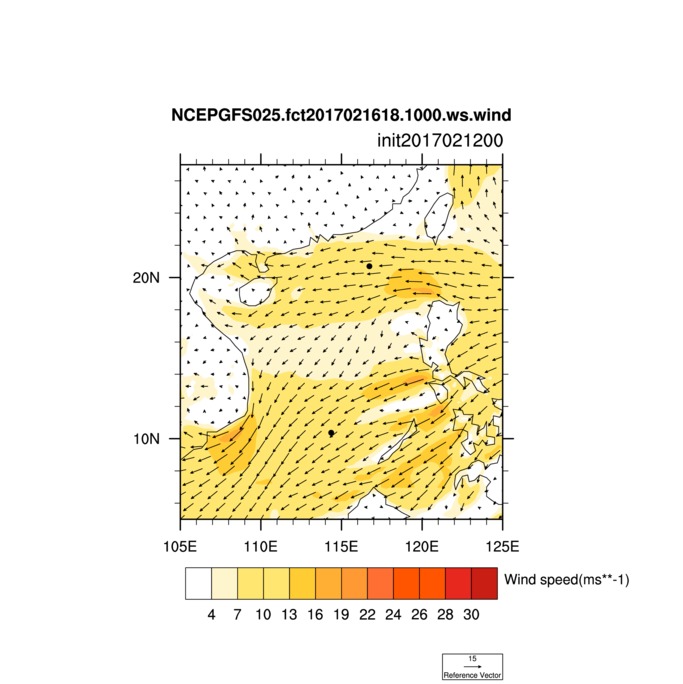 NCEPGFS025.fct2017021618.1000.ws.wind
init2017021200
20N
10N
105E 110E 115E 120E 125E
Wind speed(ms**-1)
4 7 10 13 16 19 22 24 26 28 30
15
Reference Vector